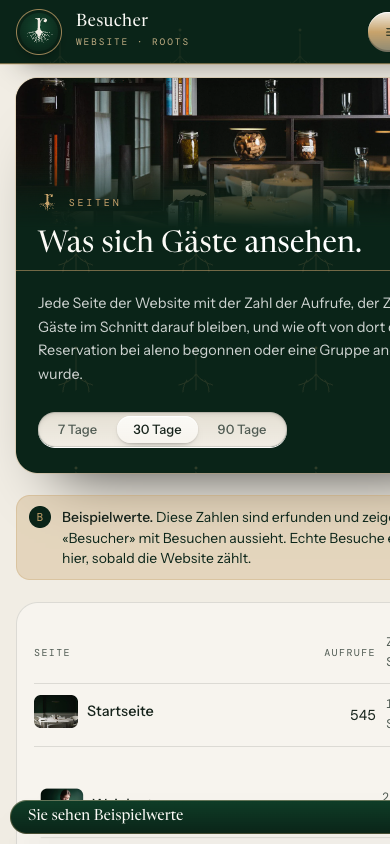 Besucher
WEBSITE · ROOTS
SEITEN
Was sich Gäste ansehen.
Jede Seite der Website mit der Zahl der Aufrufe, der Z
Gäste im Schnitt darauf bleiben, und wie oft von dort
Reservation bei aleno begonnen oder eine Gruppe an
wurde.
7 Tage 30 Tage 90 Tage
B Beispielwerte. Diese Zahlen sind erfunden und zeig
«Besucher» mit Besuchen aussieht. Echte Besuche
hier, sobald die Website zählt.
SEITE AUFRUFE
Startseite 545
Sie sehen Beispielwerte